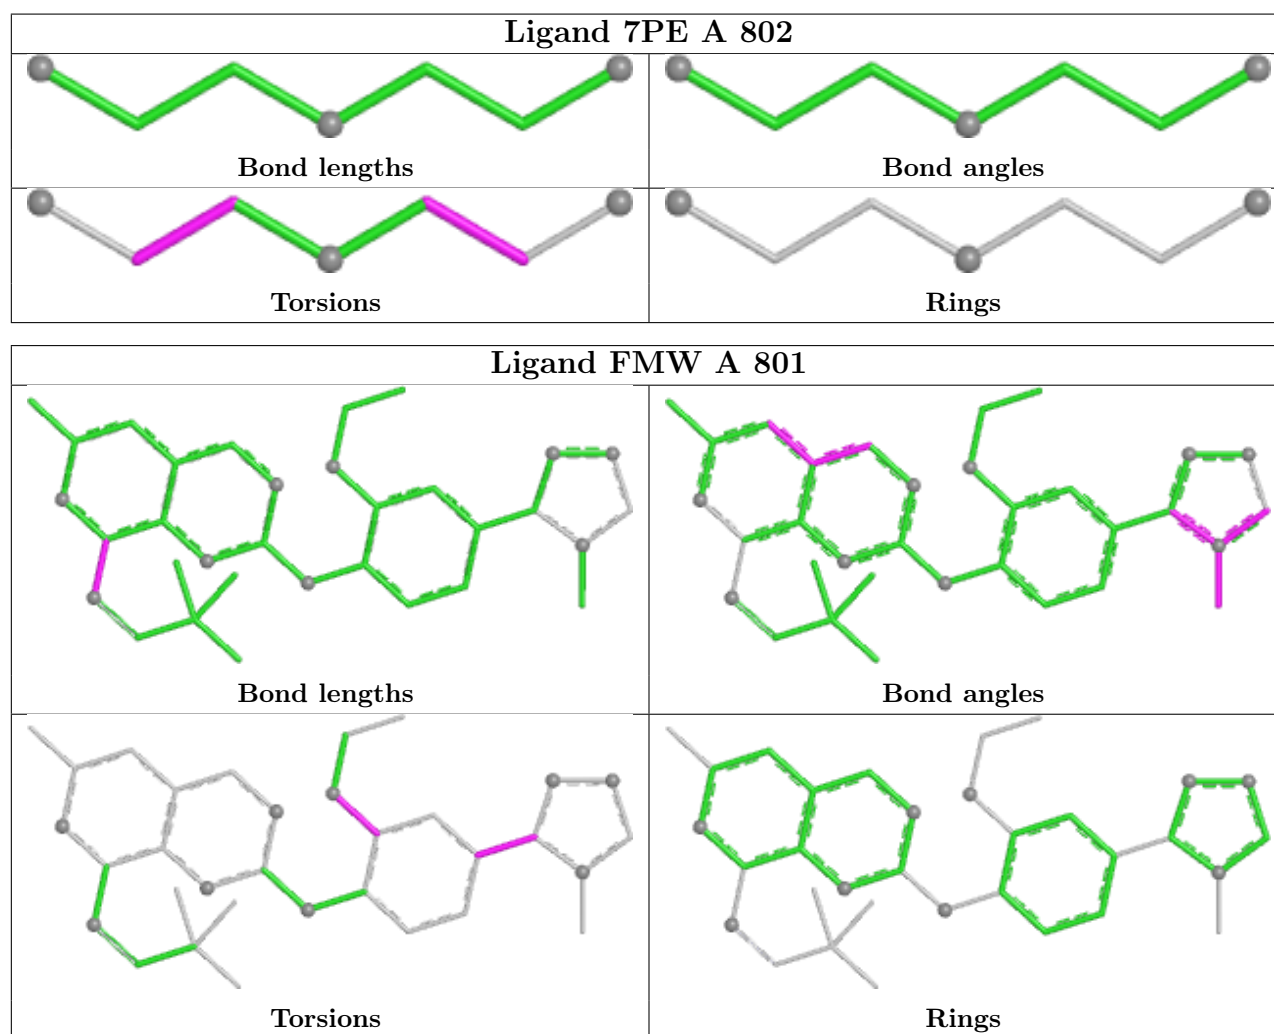 Ligand 7PE A 802
Bond lengths
Bond angles
Torsions
Rings
Ligand FMW A 801
Bond lengths
Bond angles
Torsions
Rings